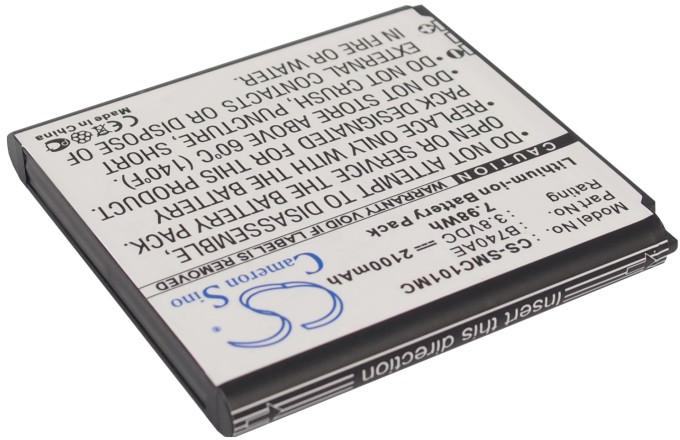 Part No. : CS-SMC101MC
Model No. : B740AE
Rating : 3.8VDC ⎓ 2100mAh
7.98Wh
Lithium-ion Battery Pack
CAUTION: WARRANTY VOID IF LABEL REMOVED
•DO NOT ATTEMPT TO DISASSEMBLE,
OPEN OR SERVICE THE BATTERY PACK.
•REPLACE ONLY WITH THE BATTERY
PACK DESIGNATED FOR THIS PRODUCT.
•DO NOT STORE ABOVE 60°C (140°F).
•DO NOT CRUSH, PUNCTURE, SHORT
EXTERNAL CONTACTS OR DISPOSE OF
IN FIRE OR WATER.
CE
Made in China
CS
Cameron Sino
Insert this direction